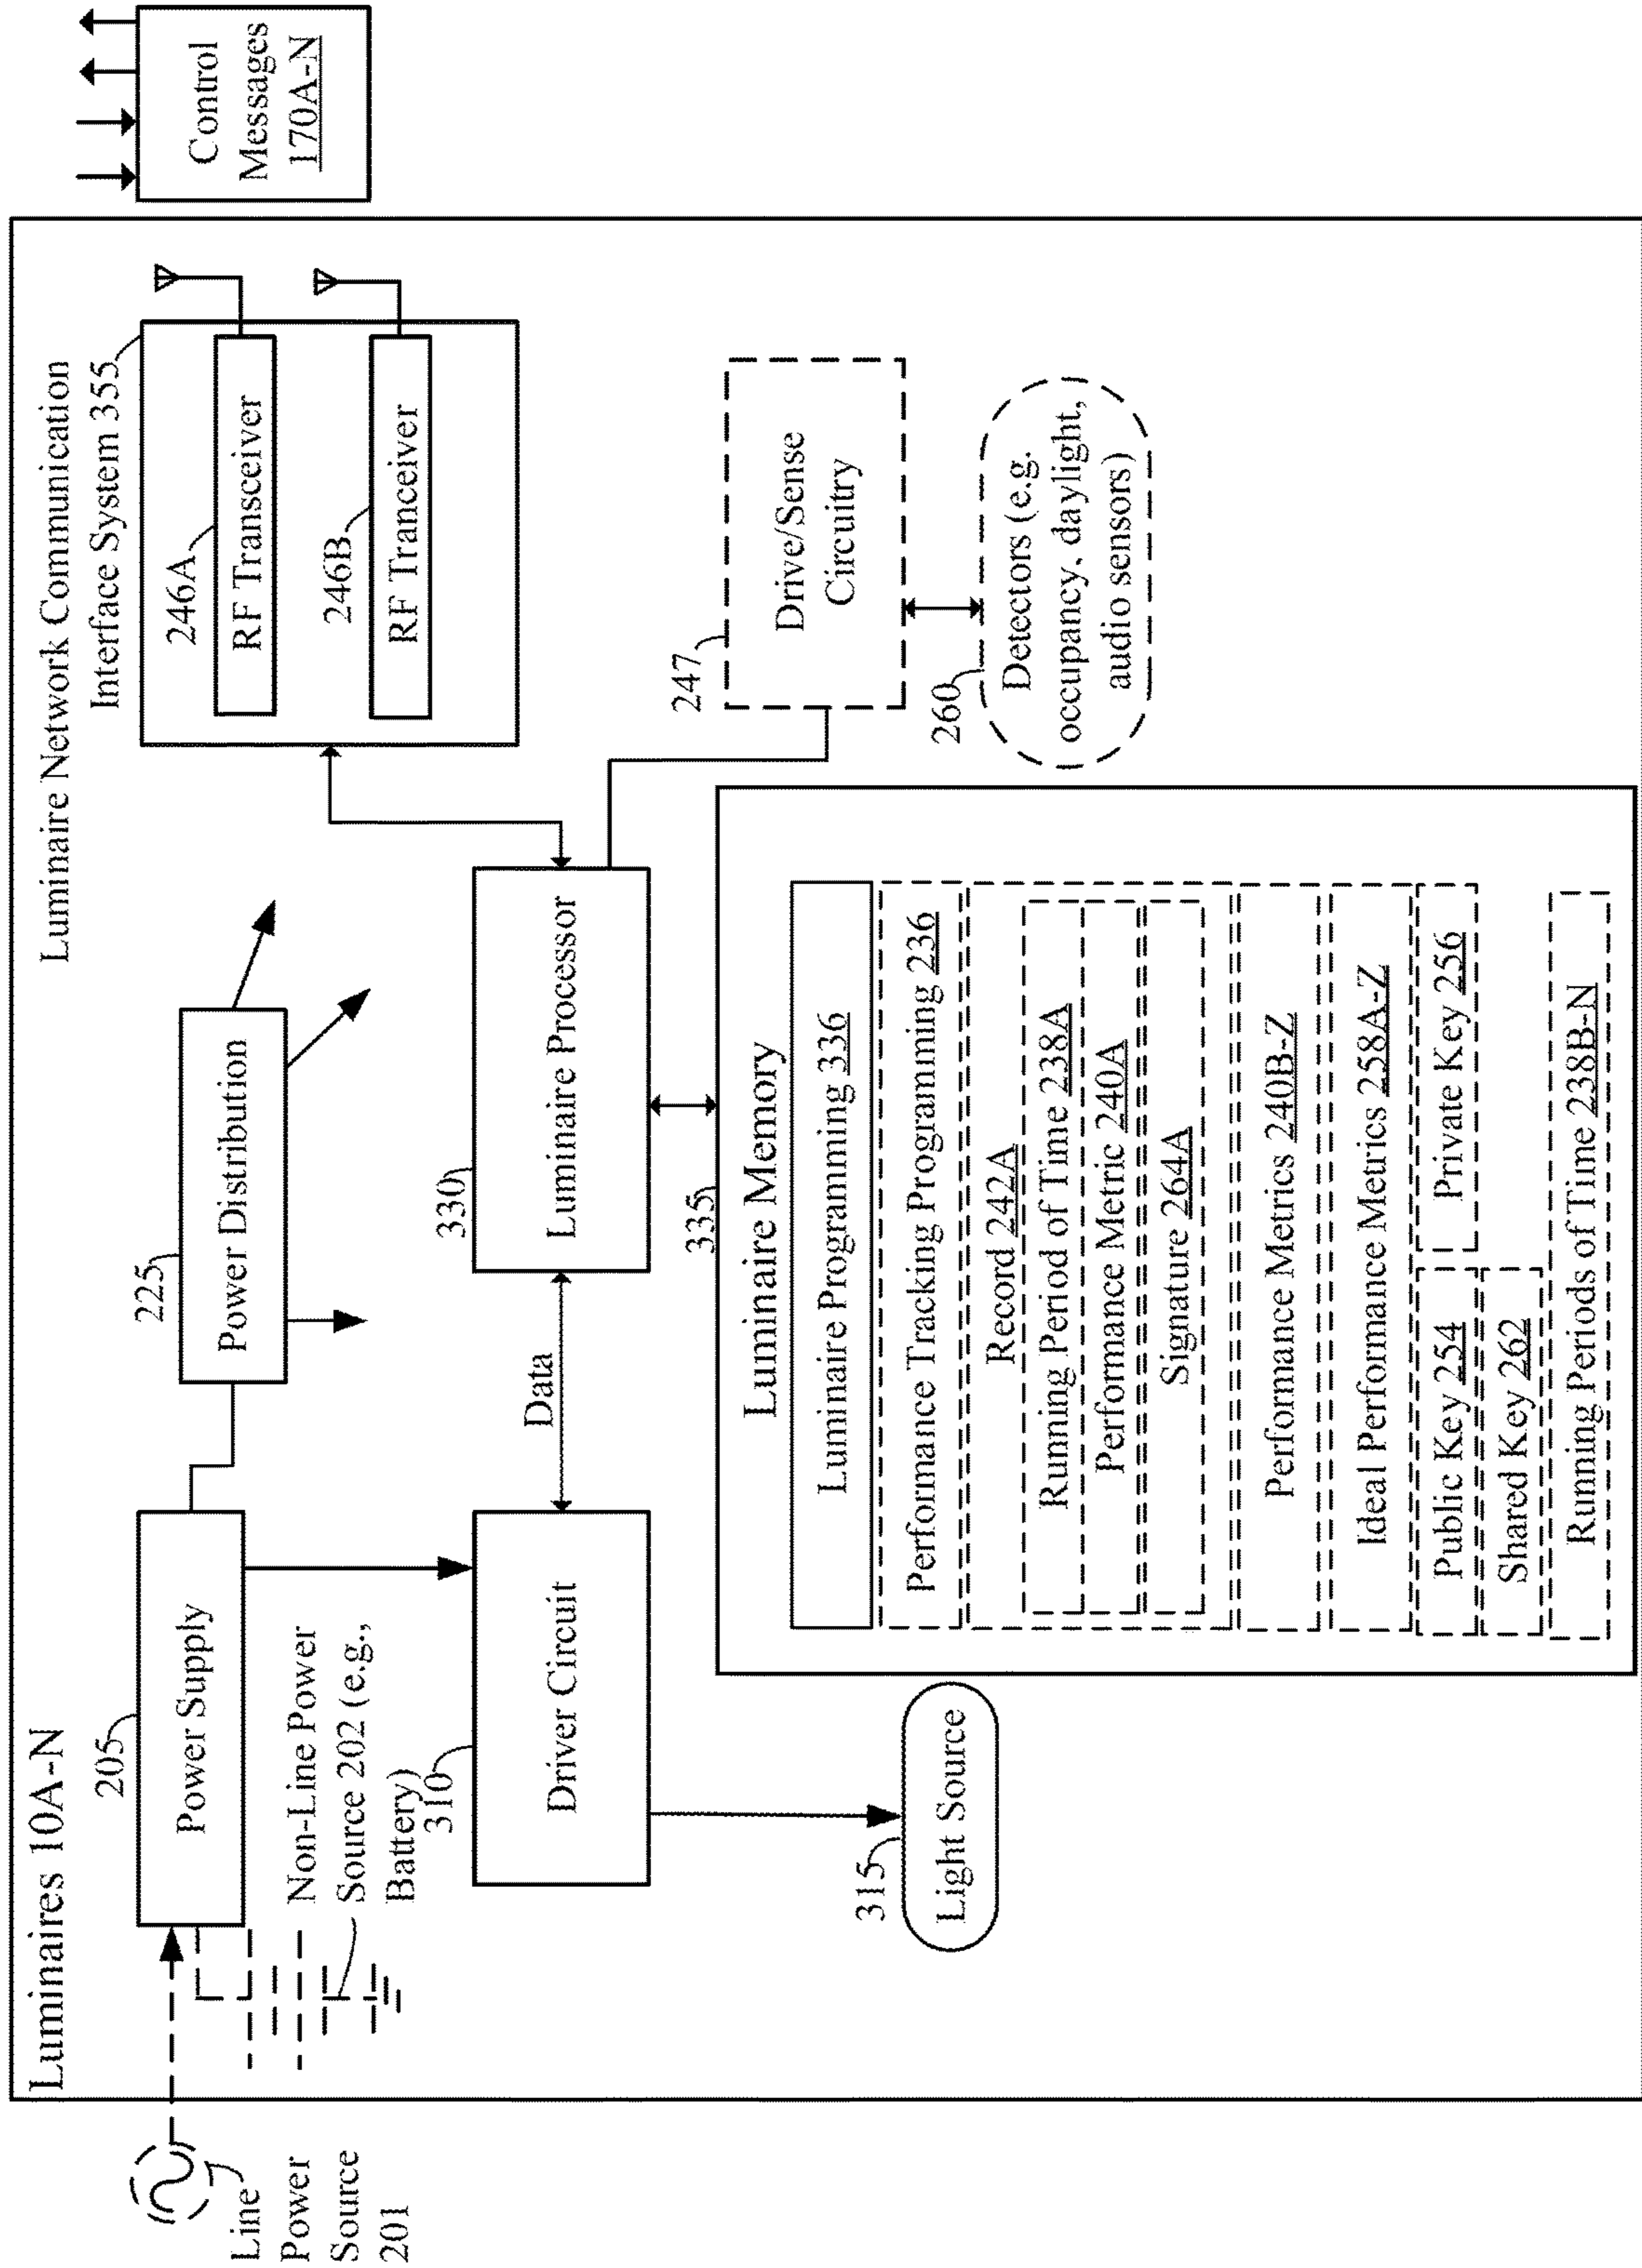 Luminaires 10A-N
Line
Power
Source
201
205
Power Supply
Non-Line Power
Source 202 (e.g.,
Battery)
225
Power Distribution
Luminaire Network Communication
Interface System 355
246A
RF Transceiver
246B
RF Tranceiver
Control
Messages
170A-N
310
Driver Circuit
Data
330
Luminaire Processor
247
Drive/Sense
Circuitry
260
Detectors (e.g.
occupancy, daylight,
audio sensors)
315
Light Source
335
Luminaire Memory
Luminaire Programming 336
Performance Tracking Programming 236
Record 242A
Running Period of Time 238A
Performance Metric 240A
Signature 264A
Performance Metrics 240B-Z
Ideal Performance Metrics 258A-Z
Public Key 254
Private Key 256
Shared Key 262
Running Periods of Time 238B-N